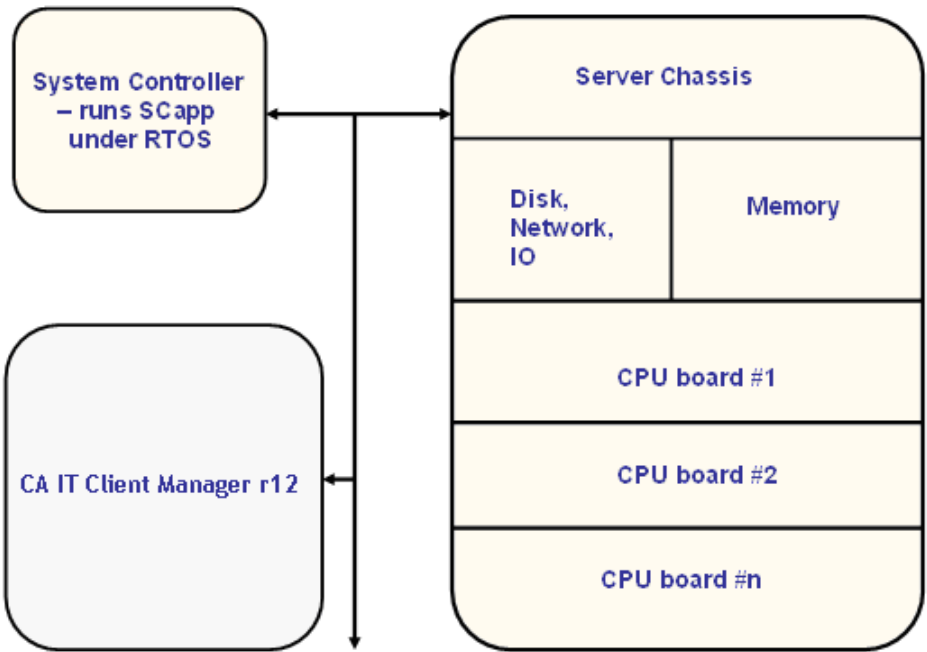 System Controller
– runs SCapp
under RTOS
Server Chassis
Disk,
Network,
IO
Memory
CPU board #1
CA IT Client Manager r12
CPU board #2
CPU board #n